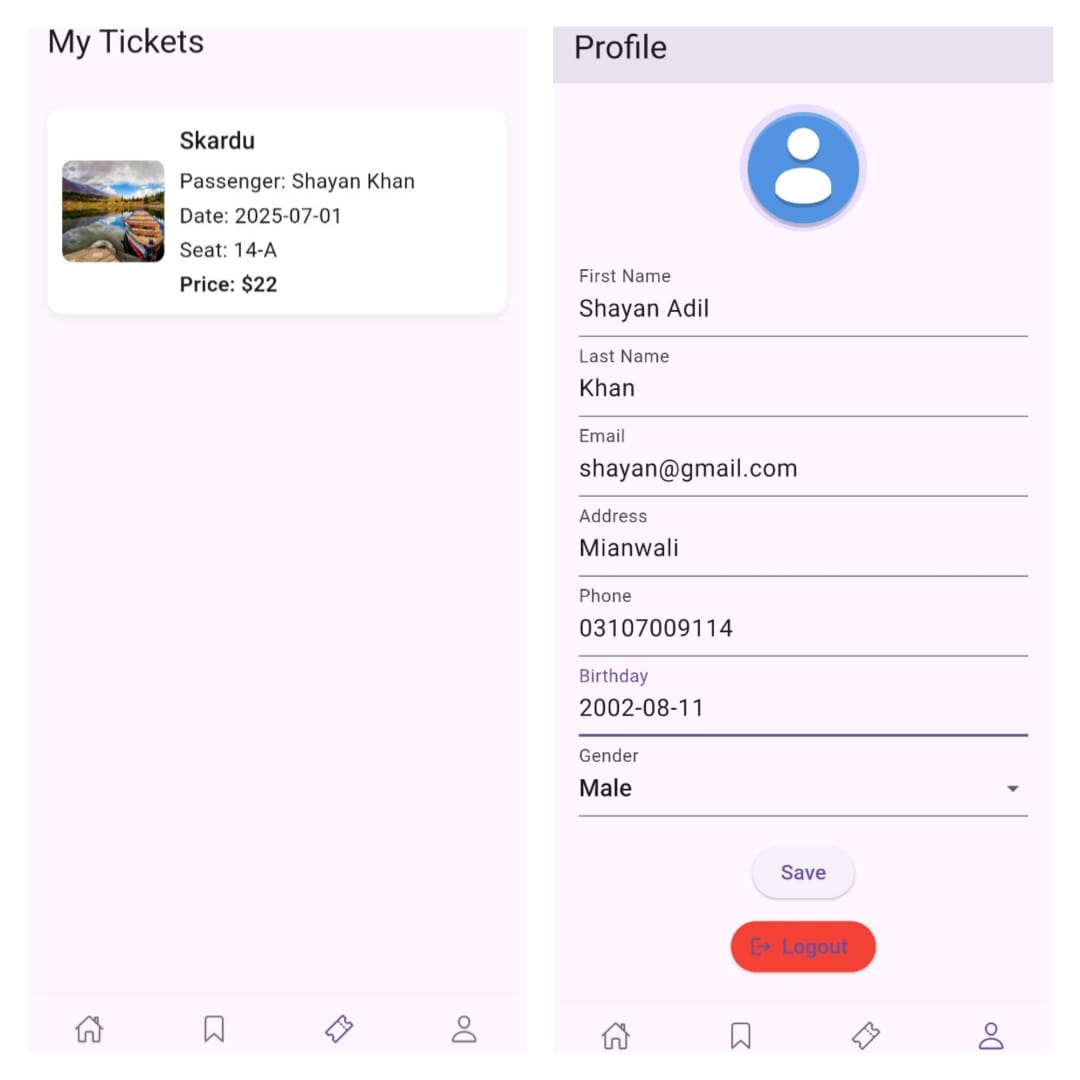 My Tickets
Skardu
Passenger: Shayan Khan
Date: 2025-07-01
Seat: 14-A
Price: $22
Profile
First Name
Shayan Adil
Last Name
Khan
Email
shayan@gmail.com
Address
Mianwali
Phone
03107009114
Birthday
2002-08-11
Gender
Male
Save
Logout